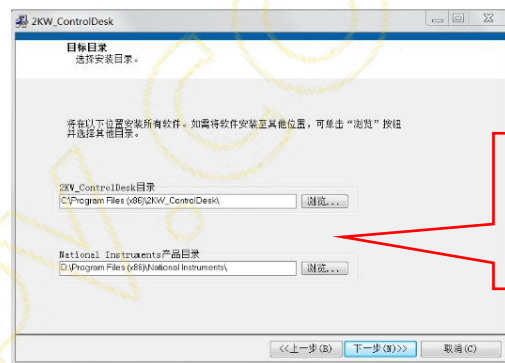 2KW_ControlDesk
目标目录
选择安装目录。
将在以下位置安装所有软件。如需将软件安装至其他位置，可单击“浏览”按钮
并选择其他目录。
2KW_ControlDesk目录
C:\Program Files (x86)\2KW_ControlDesk\
浏览...
National Instruments产品目录
D:\Program Files (x86)\National Instruments\
浏览...
<<上一步(B)
下一步(N)>>
取消(C)